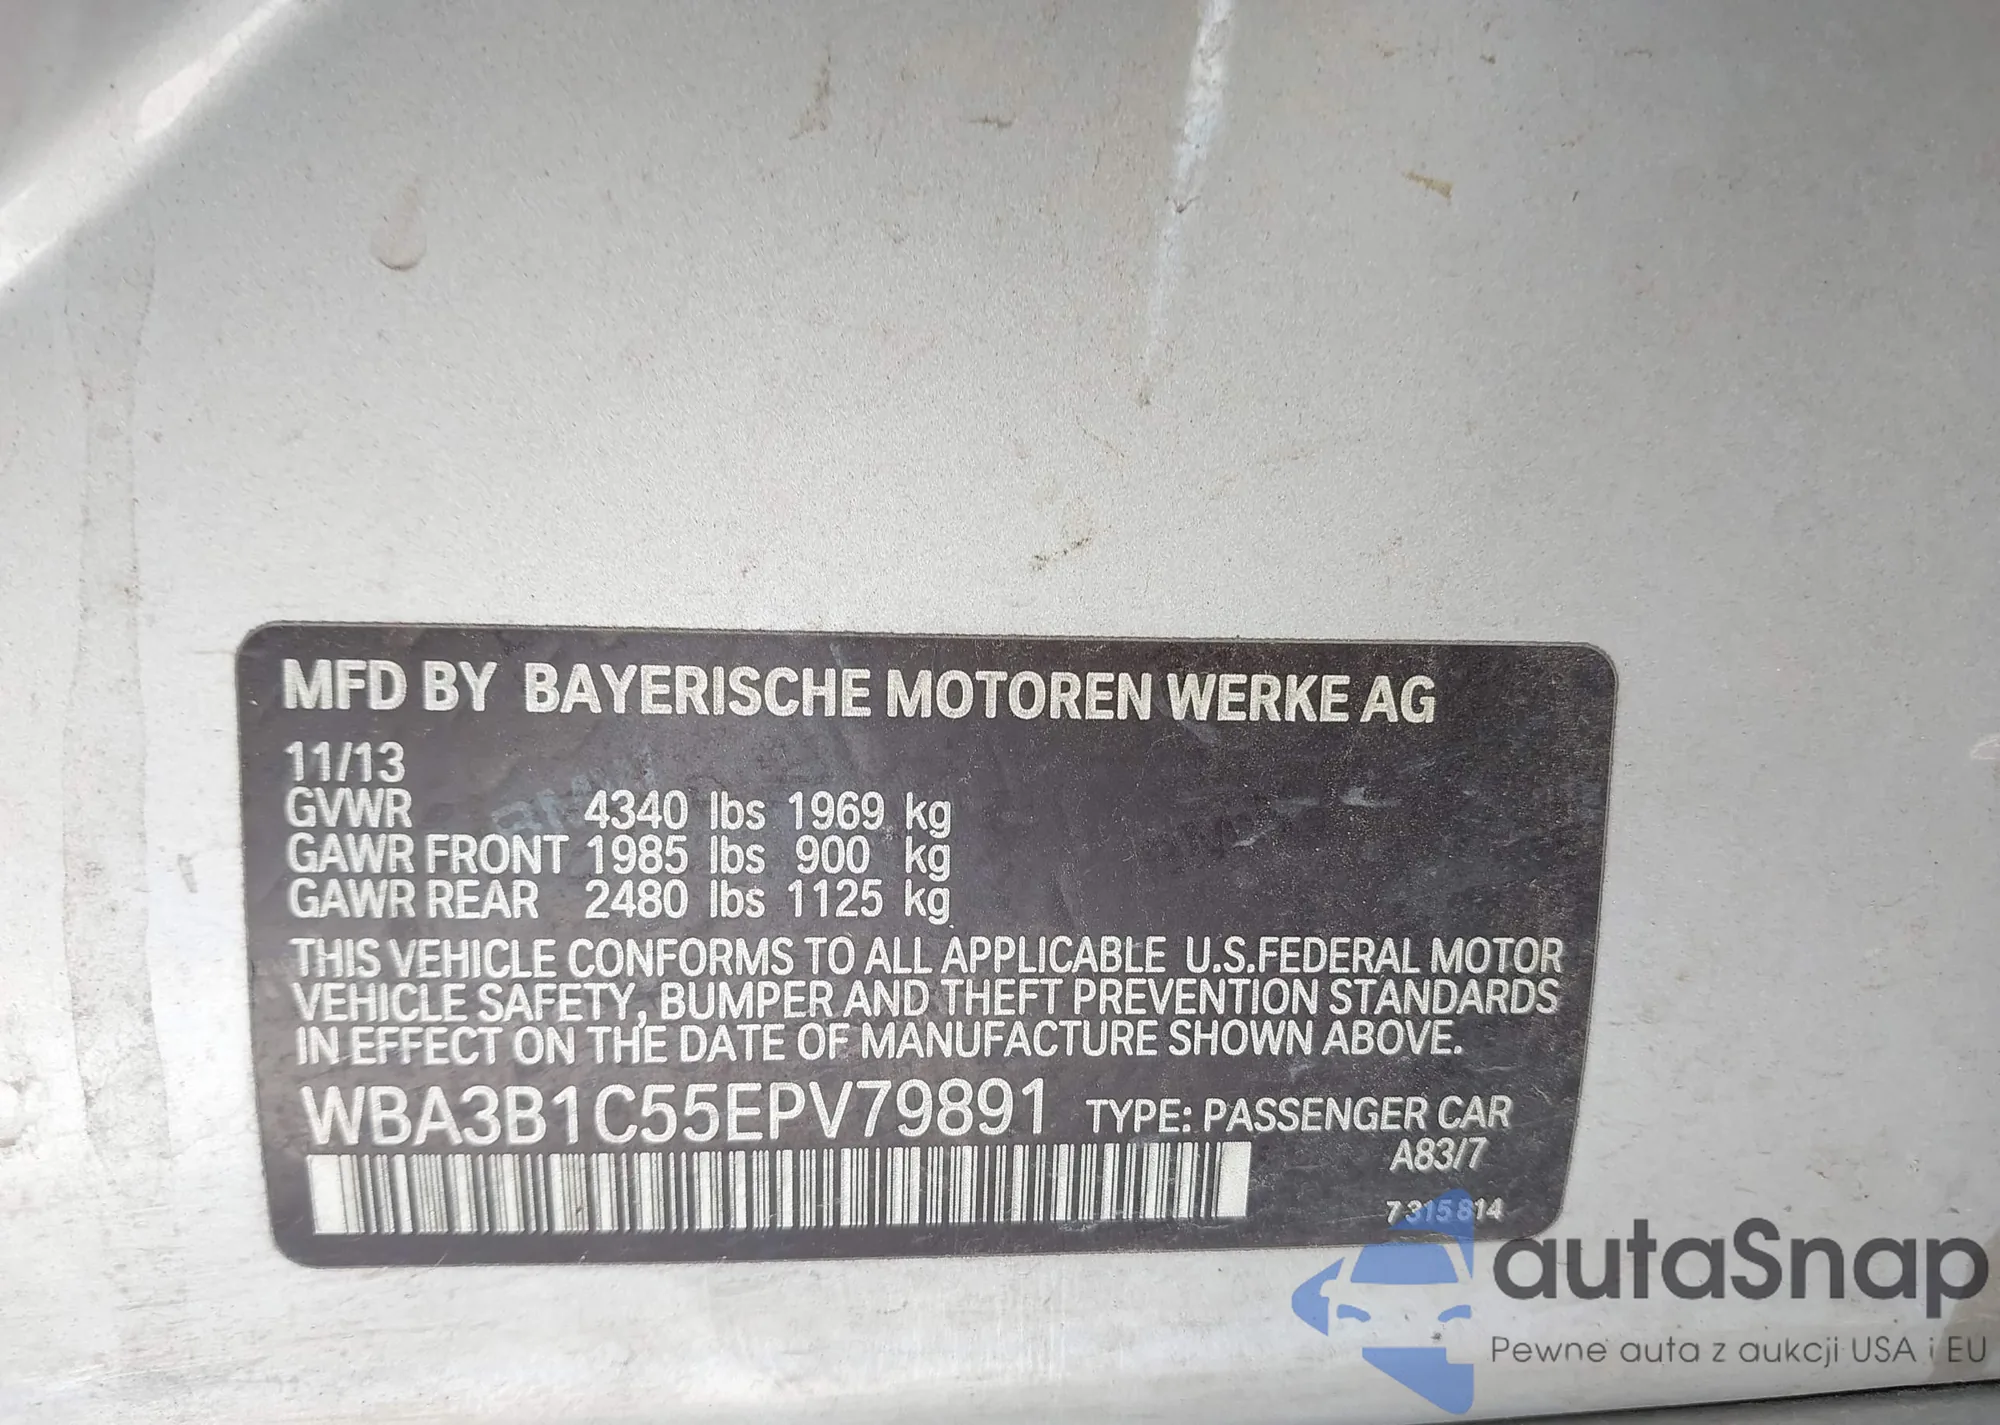 MFD BY BAYERISCHE MOTOREN WERKE AG
11/13
GVWR 4340 lbs 1969 kg
GAWR FRONT 1985 lbs 900 kg
GAWR REAR 2480 lbs 1125 kg
THIS VEHICLE CONFORMS TO ALL APPLICABLE U.S.FEDERAL MOTOR
VEHICLE SAFETY, BUMPER AND THEFT PREVENTION STANDARDS
IN EFFECT ON THE DATE OF MANUFACTURE SHOWN ABOVE.
WBA3B1C55EPV79891 TYPE: PASSENGER CAR
A83/7
7 315 814
autaSnap
Pewne auta z aukcji USA i EU